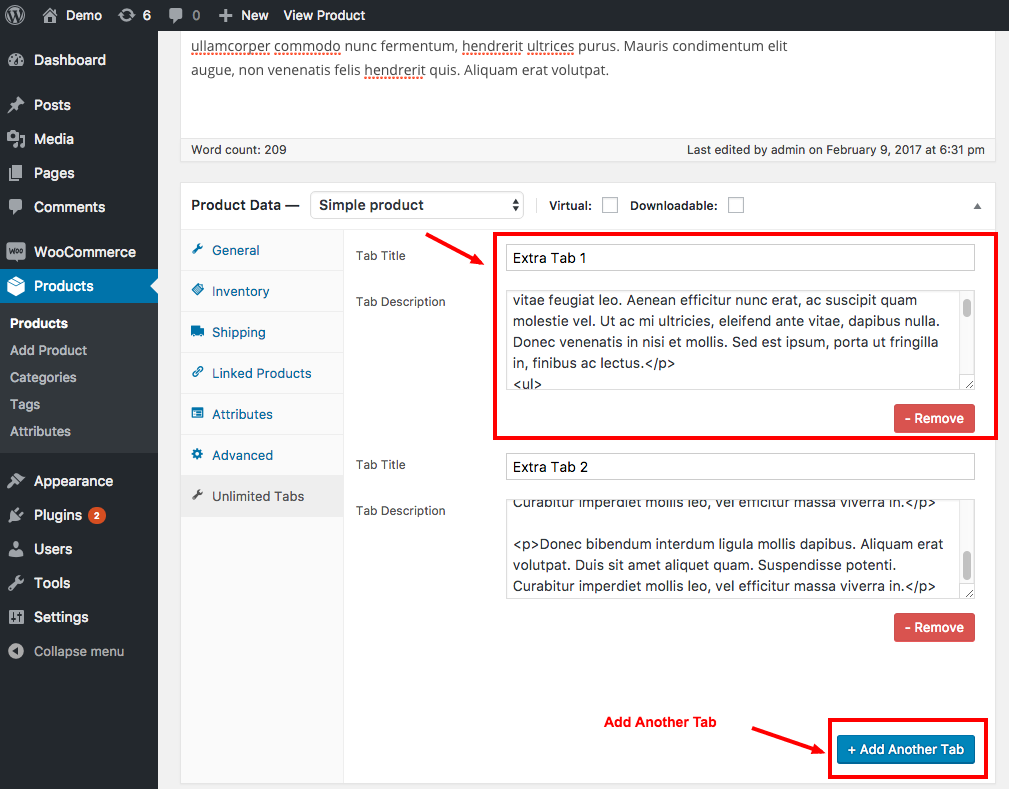 Demo 6 0 + New View Product
ullamcorper commodo nunc fermentum, hendrerit ultrices purus. Mauris condimentum elit
augue, non venenatis felis hendrerit quis. Aliquam erat volutpat.
Word count: 209 Last edited by admin on February 9, 2017 at 6:31 pm
Dashboard
Posts
Media
Pages
Comments
WOO WooCommerce
Products
Products
Add Product
Categories
Tags
Attributes
Appearance
Plugins 2
Users
Tools
Settings
Collapse menu
Product Data — Simple product Virtual: Downloadable:
General
Inventory
Shipping
Linked Products
Attributes
Advanced
Unlimited Tabs
Tab Title Extra Tab 1
Tab Description
vitae feugiat leo. Aenean efficitur nunc erat, ac suscipit quam
molestie vel. Ut ac mi ultricies, eleifend ante vitae, dapibus nulla.
Donec venenatis in nisi et mollis. Sed est ipsum, porta ut fringilla
in, finibus ac lectus.</p>
<ul>
- Remove
Tab Title Extra Tab 2
Tab Description
Curabitur imperdiet mollis leo, vel efficitur massa viverra in.</p>
<p>Donec bibendum interdum ligula mollis dapibus. Aliquam erat
volutpat. Duis sit amet aliquet quam. Suspendisse potenti.
Curabitur imperdiet mollis leo, vel efficitur massa viverra in.</p>
- Remove
Add Another Tab
+ Add Another Tab